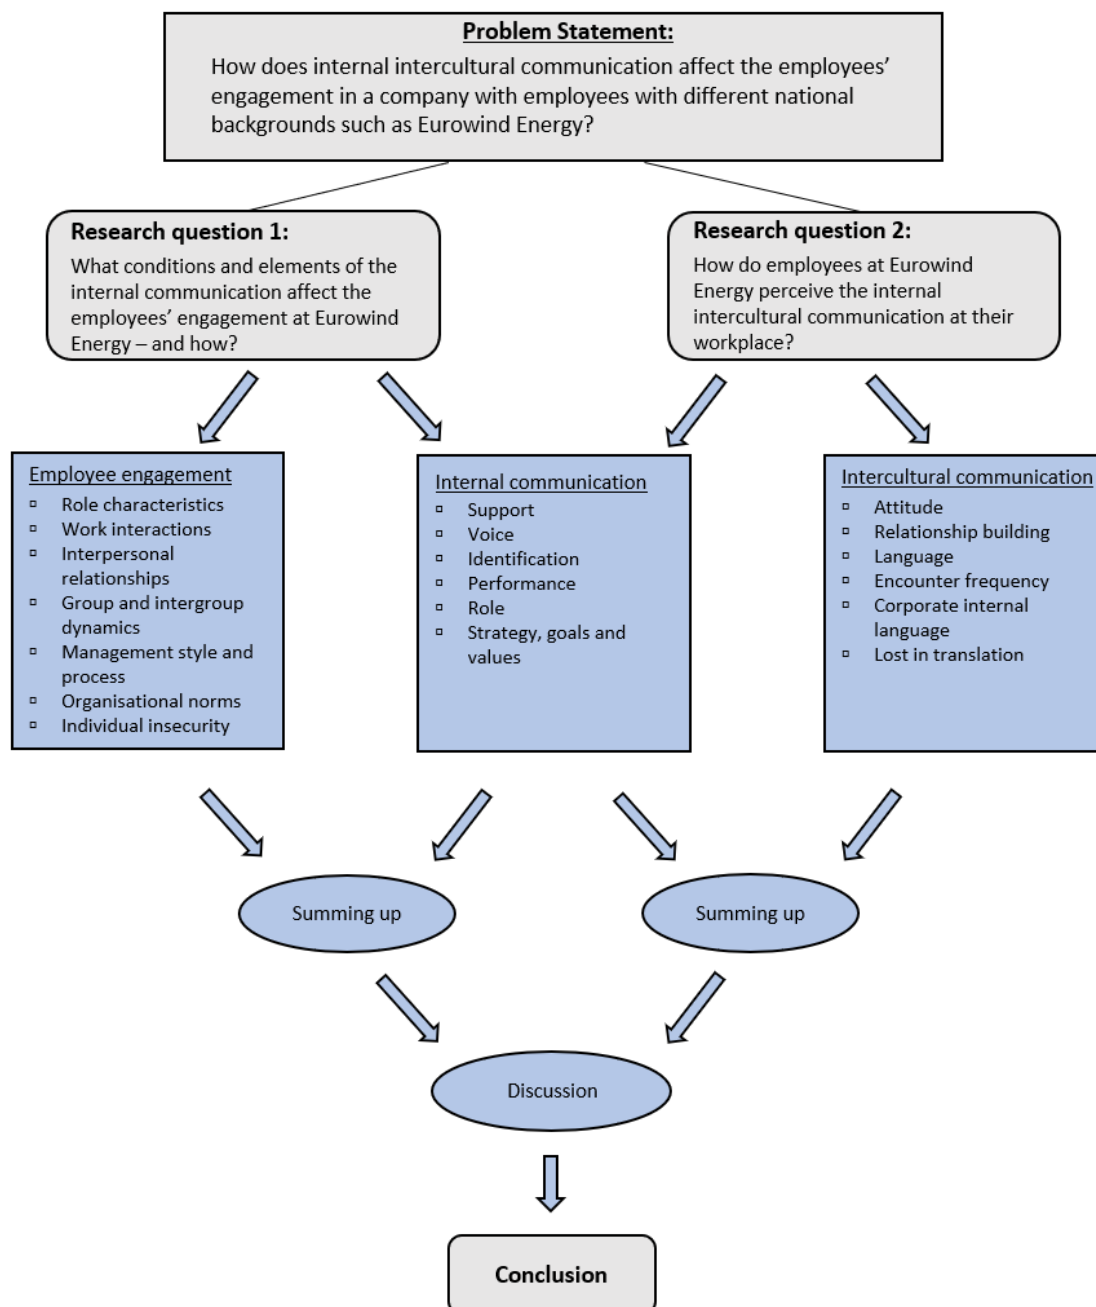 Problem Statement:
How does internal intercultural communication affect the employees’
engagement in a company with employees with different national
backgrounds such as Eurowind Energy?
Research question 1:
What conditions and elements of the
internal communication affect the
employees’ engagement at Eurowind
Energy – and how?
Research question 2:
How do employees at Eurowind
Energy perceive the internal
intercultural communication at their
workplace?
Employee engagement
Role characteristics
Work interactions
Interpersonal
relationships
Group and intergroup
dynamics
Management style and
process
Organisational norms
Individual insecurity
Internal communication
Support
Voice
Identification
Performance
Role
Strategy, goals and
values
Intercultural communication
Attitude
Relationship building
Language
Encounter frequency
Corporate internal
language
Lost in translation
Summing up
Summing up
Discussion
Conclusion